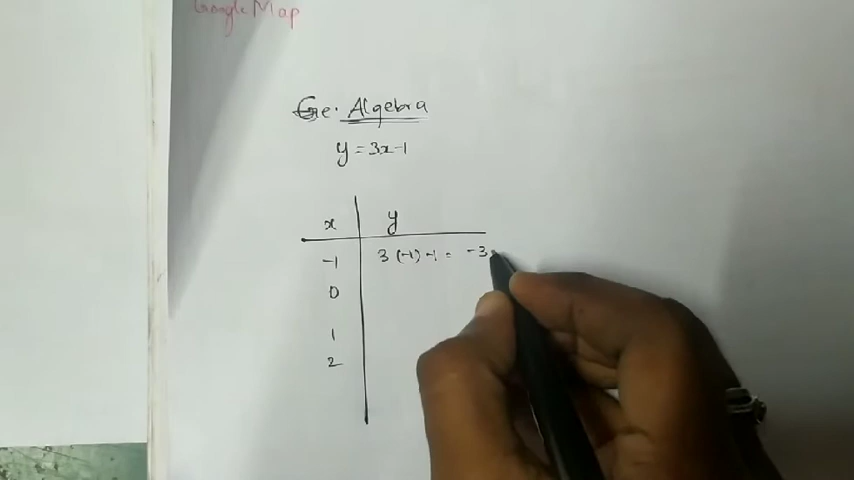 Google Map
Ge. Algebra
y = 3x-1
x y
-1 3 (-1) -1 = -3
0
1
2